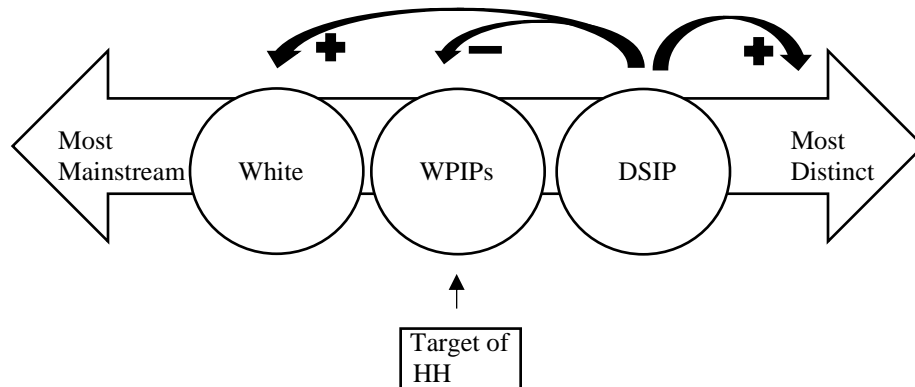 +
−
+
Most
Mainstream
White
WPIPs
DSIP
Most
Distinct
Target of
HH